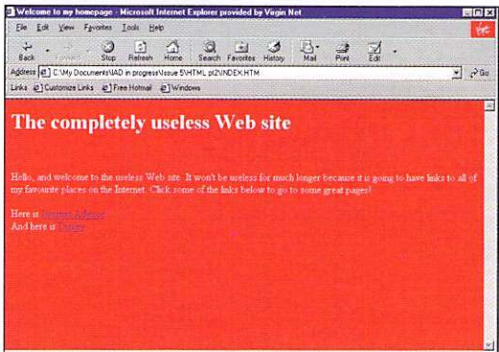 Welcome to my homepage - Microsoft Internet Explorer provided by Virgin Net
File Edit View Favorites Tools Help
Back Stop Refresh Home Search Favorites History Mail Print Edit
Address C:\My Documents\IAD in progress\Issue 5\HTML pt2\INDEX.HTM Go
Links Customize Links Free Hotmail Windows
The completely useless Web site
Hello, and welcome to the useless Web site. It won't be useless for much longer because it is going to have links to all of
my favourite places on the Internet. Click some of the links below to go to some great pages!
Here is Internet Advisor
And here is